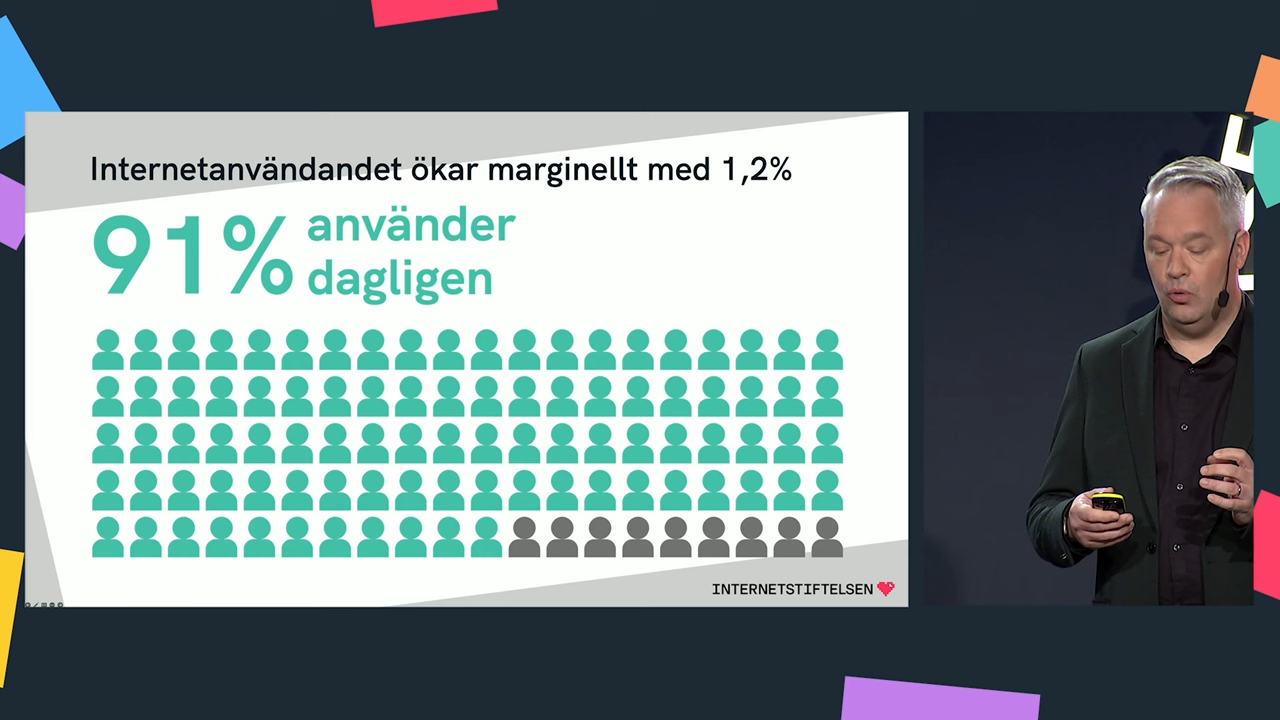 Internetanvändandet ökar marginellt med 1,2%
91% använder
dagligen
INTERNETSTIFTELSEN